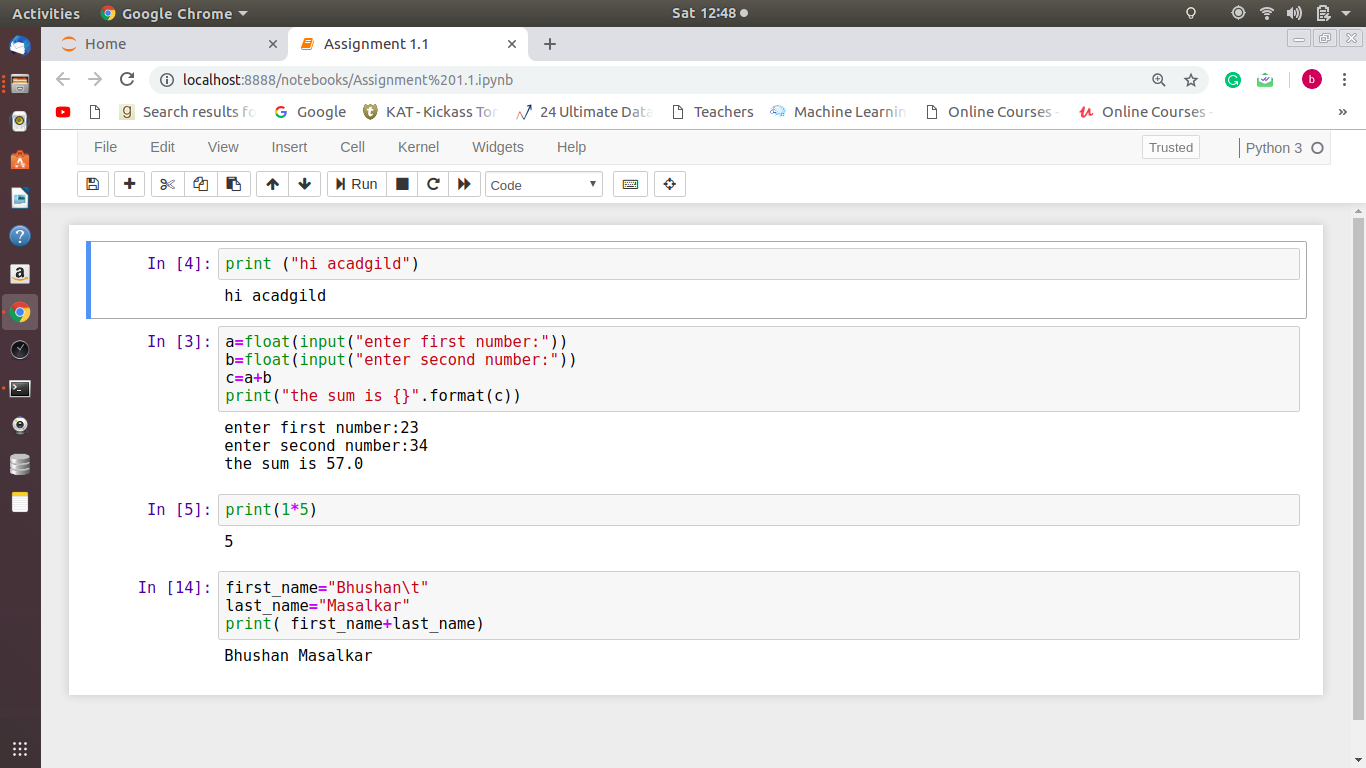 Activities Google Chrome Sat 12:48
Home Assignment 1.1
localhost:8888/notebooks/Assignment%201.1.ipynb b
g Search results fo Google KAT - Kickass Tor 24 Ultimate Data Teachers Machine Learnin Online Courses - Online Courses - »
File Edit View Insert Cell Kernel Widgets Help Trusted Python 3
Run Code
In [4]: print ("hi acadgild")
hi acadgild
In [3]: a=float(input("enter first number:"))
b=float(input("enter second number:"))
c=a+b
print("the sum is {}".format(c))
enter first number:23
enter second number:34
the sum is 57.0
In [5]: print(1*5)
5
In [14]: first_name="Bhushan\t"
last_name="Masalkar"
print( first_name+last_name)
Bhushan Masalkar